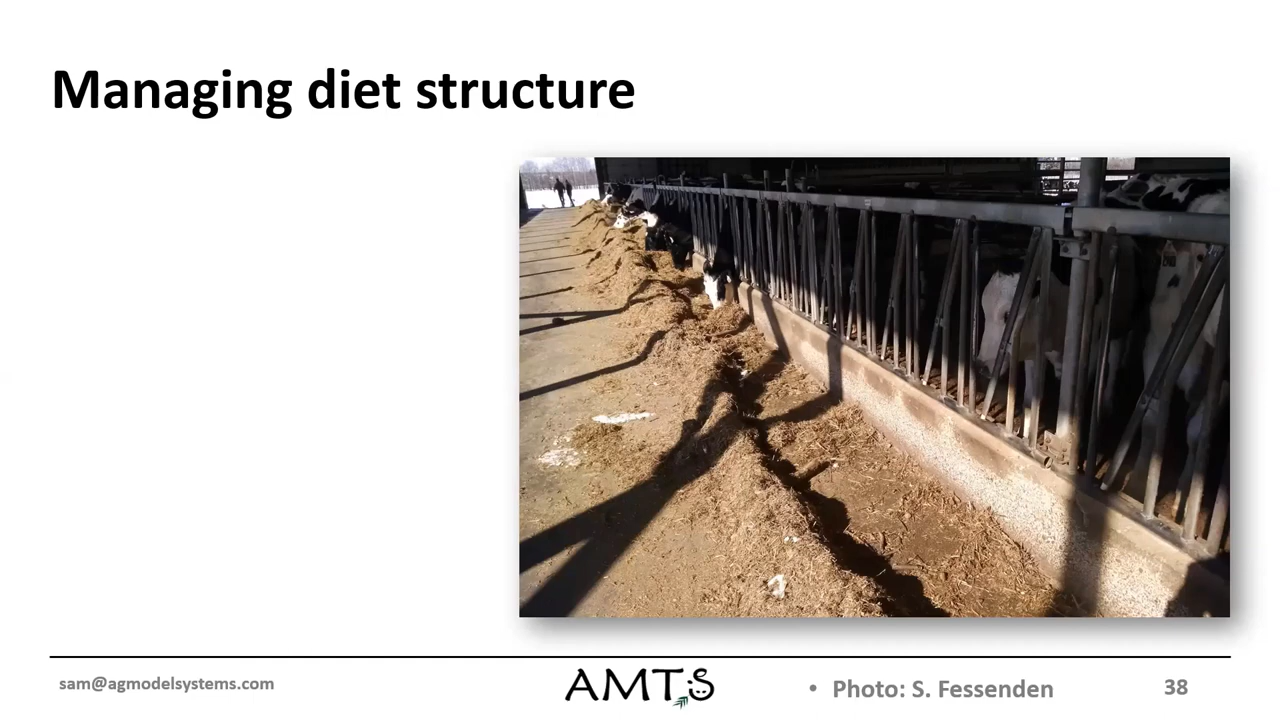 Managing diet structure
sam@agmodelsystems.com
AMTS
• Photo: S. Fessenden
38